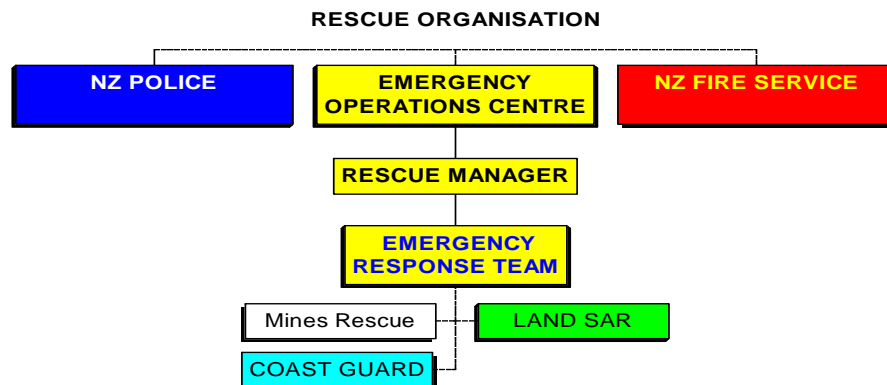 RESCUE ORGANISATION
NZ POLICE
EMERGENCY
OPERATIONS CENTRE
NZ FIRE SERVICE
RESCUE MANAGER
EMERGENCY
RESPONSE TEAM
Mines Rescue
LAND SAR
COAST GUARD